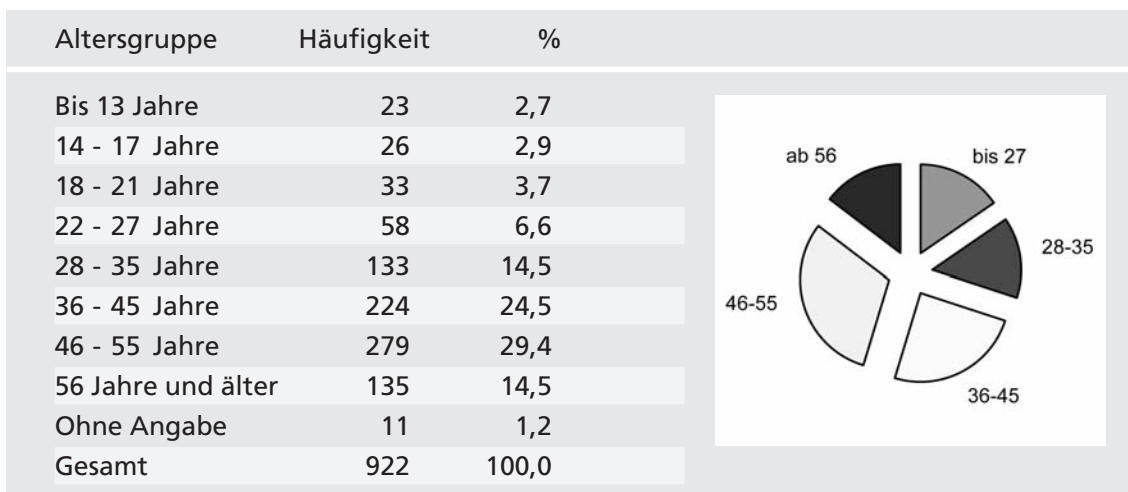 Altersgruppe Häufigkeit %
Bis 13 Jahre 23 2,7
14 - 17 Jahre 26 2,9
18 - 21 Jahre 33 3,7
22 - 27 Jahre 58 6,6
28 - 35 Jahre 133 14,5
36 - 45 Jahre 224 24,5
46 - 55 Jahre 279 29,4
56 Jahre und älter 135 14,5
Ohne Angabe 11 1,2
Gesamt 922 100,0
ab 56 bis 27
28-35
46-55
36-45